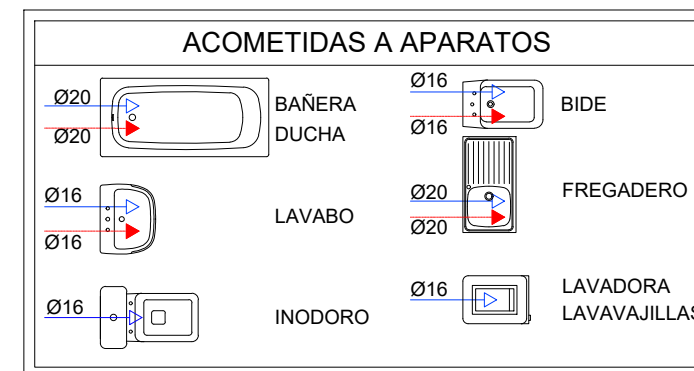 ACOMETIDAS A APARATOS
Ø20
Ø20
BAÑERA
DUCHA
Ø16
Ø16
BIDE
Ø16
Ø16
LAVABO
Ø20
Ø20
FREGADERO
Ø16
INODORO
Ø16
LAVADORA
LAVAVAJILLAS